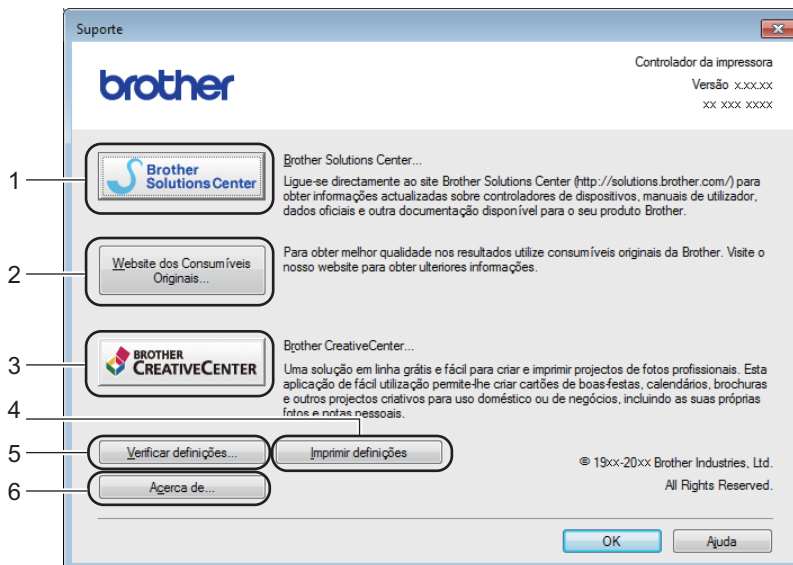 Suporte
brother
Controlador da impressora
Versão x.xx.xx
xx xxx xxxx
1
Brother
Solutions Center
Brother Solutions Center...
Ligue-se directamente ao site Brother Solutions Center (http://solutions.brother.com/) para
obter informações actualizadas sobre controladores de dispositivos, manuais de utilizador,
dados oficiais e outra documentação disponível para o seu produto Brother.
2
Website dos Consumíveis
Originais...
Para obter melhor qualidade nos resultados utilize consumíveis originais da Brother. Visite o
nosso website para obter ulteriores informações.
3
BROTHER
CREATIVECENTER
Brother CreativeCenter...
Uma solução em linha grátis e fácil para criar e imprimir projectos de fotos profissionais. Esta
aplicação de fácil utilização permite-lhe criar cartões de boas-festas, calendários, brochuras
e outros projectos criativos para uso doméstico ou de negócios, incluindo as suas próprias
fotos e notas pessoais.
4
5
Verificar definições...
Imprimir definições
6
Acerca de...
© 19xx-20xx Brother Industries, Ltd.
All Rights Reserved.
OK
Ajuda